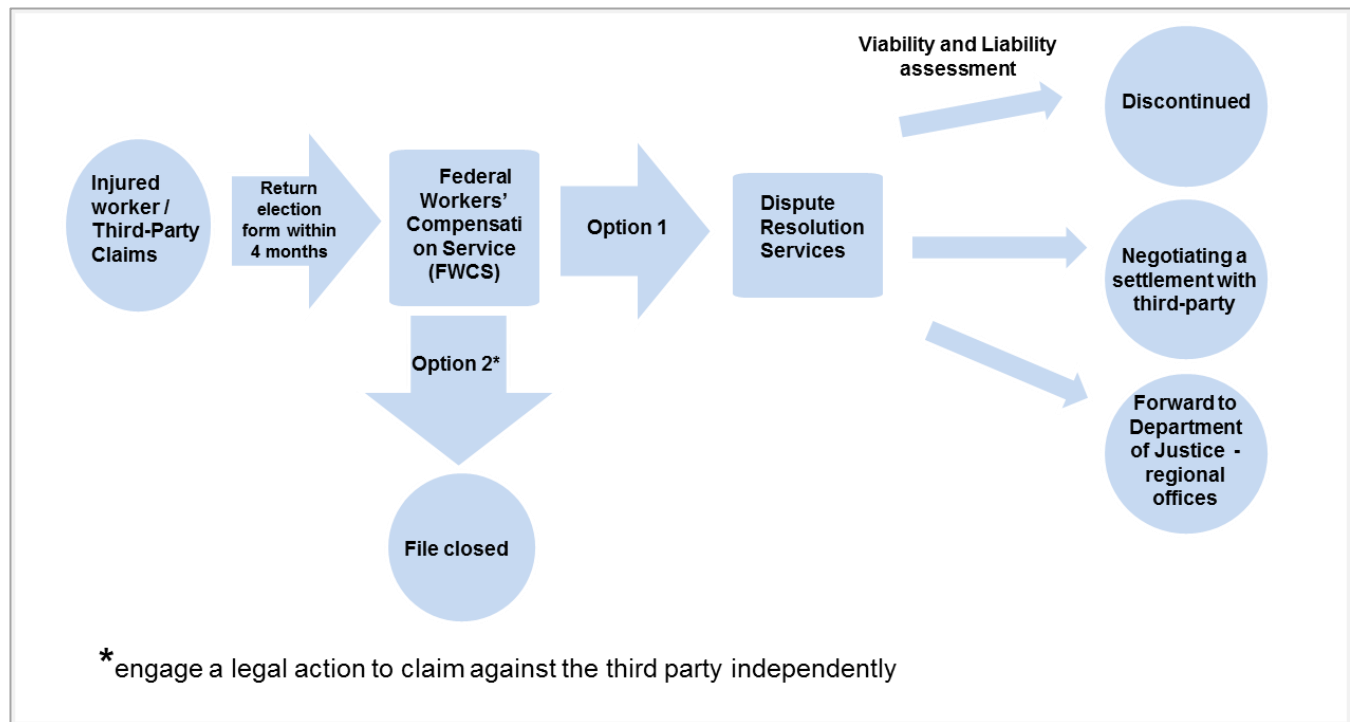 Viability and Liability
assessment
Discontinued
Injured
worker /
Third-Party
Claims
Return
election
form within
4 months
Federal
Workers’
Compensati
on Service
(FWCS)
Option 1
Dispute
Resolution
Services
Negotiating a
settlement with
third-party
Option 2*
Forward to
Department
of Justice -
regional
offices
File closed
*engage a legal action to claim against the third party independently